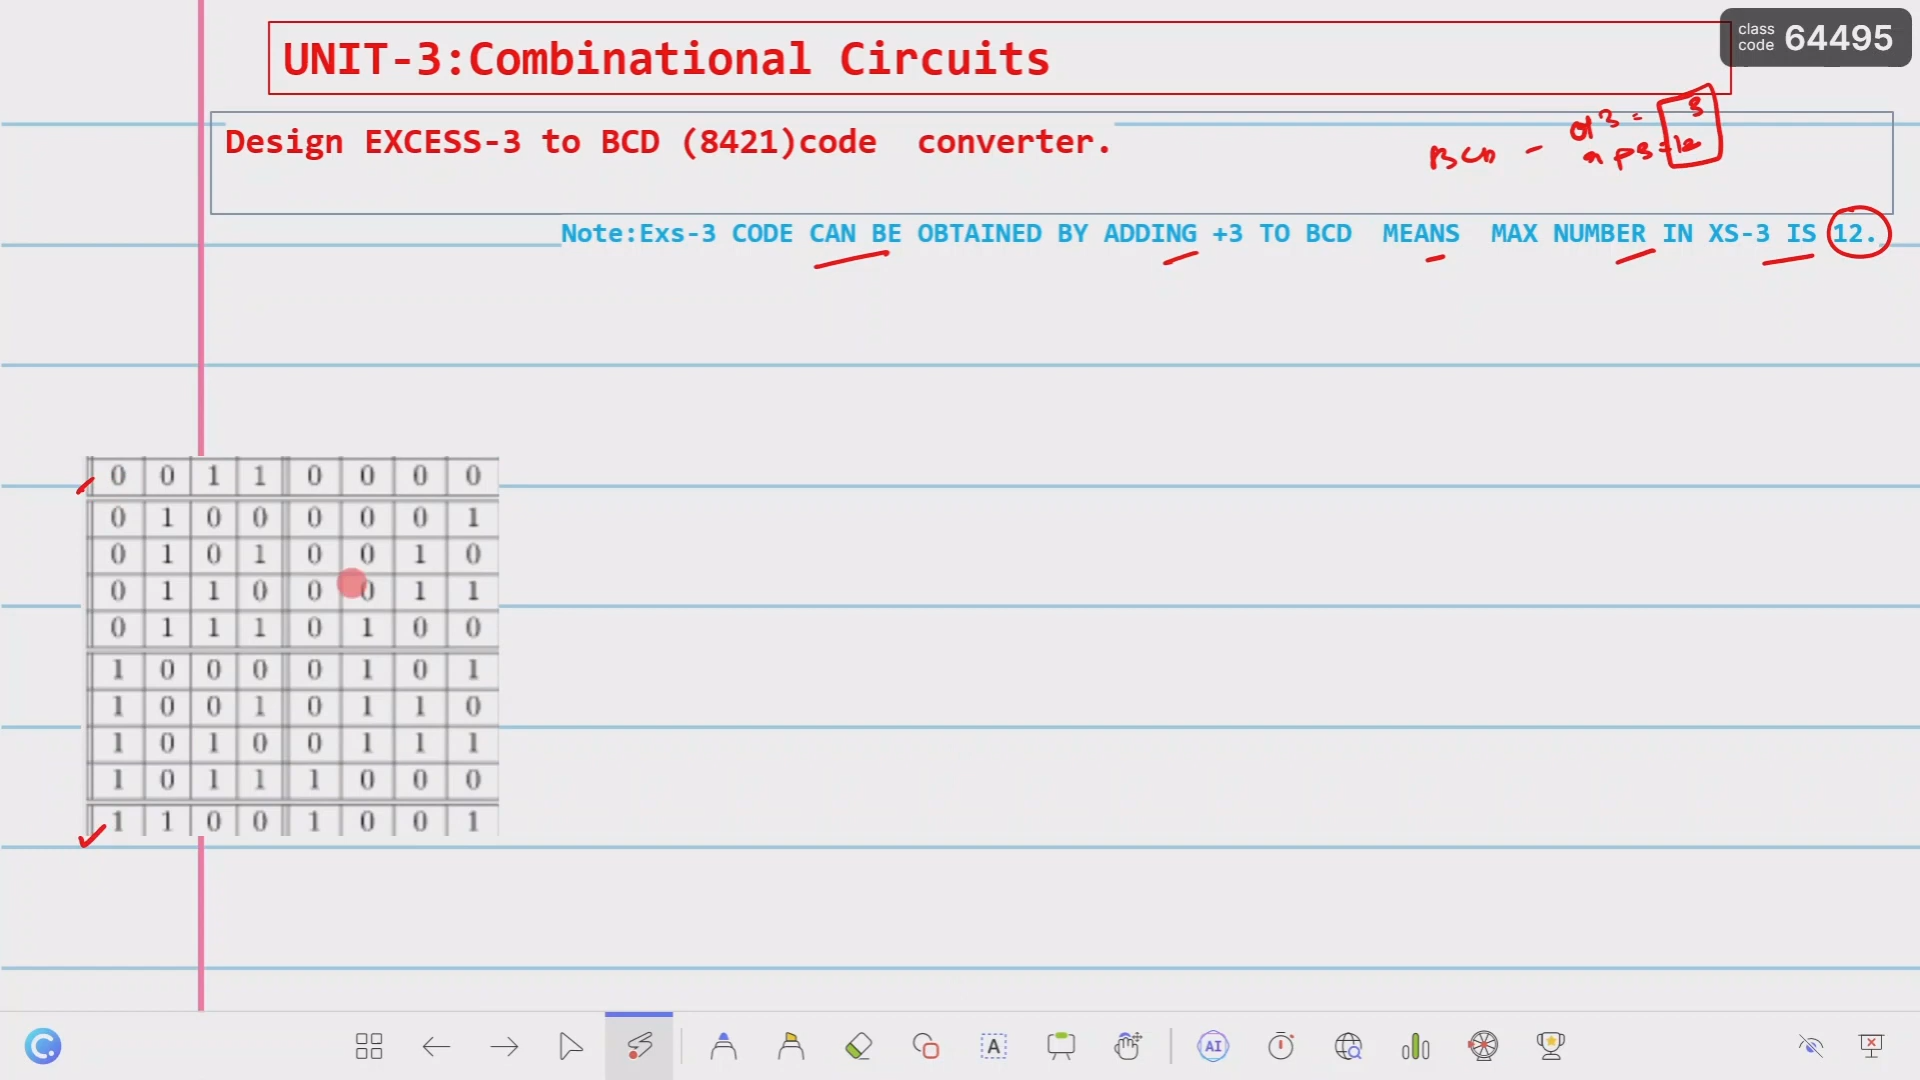 UNIT-3:Combinational Circuits
class code 64495
Design EXCESS-3 to BCD (8421)code converter.
BCD -
Note:Exs-3 CODE CAN BE OBTAINED BY ADDING +3 TO BCD MEANS MAX NUMBER IN XS-3 IS 12.
0 0 1 1 0 0 0 0
0 1 0 0 0 0 0 1
0 1 0 1 0 0 1 0
0 1 1 0 0 0 1 1
0 1 1 1 0 1 0 0
1 0 0 0 0 1 0 1
1 0 0 1 0 1 1 0
1 0 1 0 0 1 1 1
1 0 1 1 1 0 0 0
1 1 0 0 1 0 0 1
A
AI